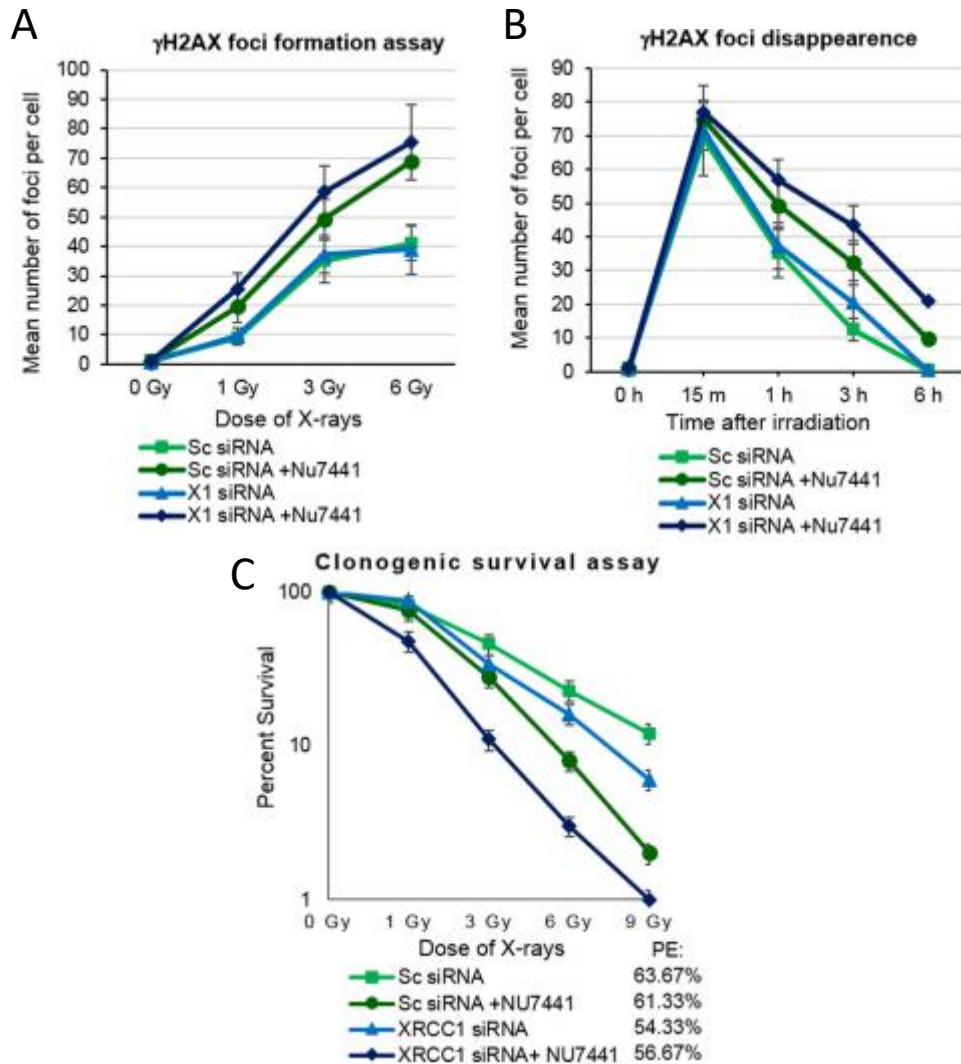 A
γH2AX foci formation assay
Mean number of foci per cell
100
90
80
70
60
50
40
30
20
10
0
0 Gy 1 Gy 3 Gy 6 Gy
Dose of X-rays
Sc siRNA
Sc siRNA +Nu7441
X1 siRNA
X1 siRNA +Nu7441
B
γH2AX foci disappearence
Mean number of foci per cell
90
80
70
60
50
40
30
20
10
0
0 h 15 m 1 h 3 h 6 h
Time after irradiation
Sc siRNA
Sc siRNA +Nu7441
X1 siRNA
X1 siRNA +Nu7441
C
Clonogenic survival assay
Percent Survival
100
10
1
0 Gy 1 Gy 3 Gy 6 Gy 9 Gy
Dose of X-rays
PE:
Sc siRNA 63.67%
Sc siRNA +NU7441 61.33%
XRCC1 siRNA 54.33%
XRCC1 siRNA+ NU7441 56.67%